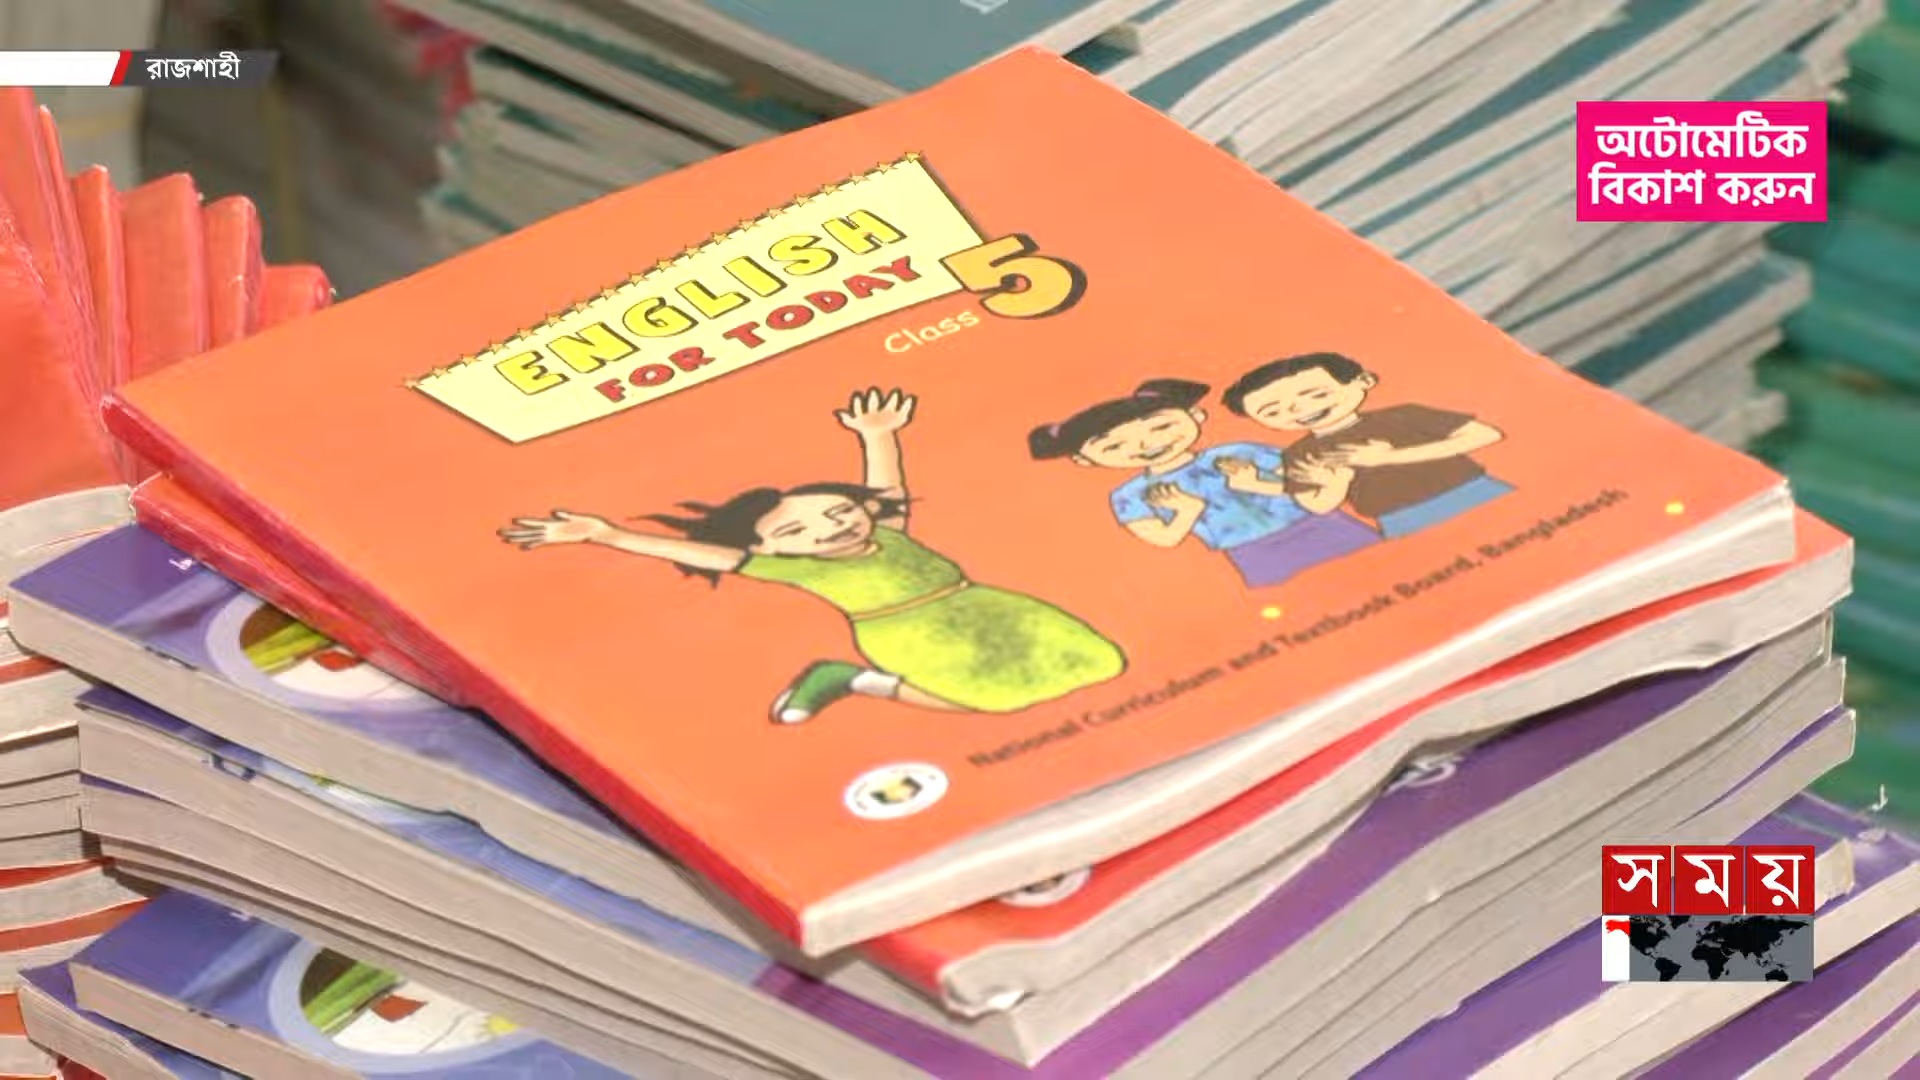 রাজশাহী
অটোমেটিক
বিকাশ করুন
ENGLISH
FOR TODAY
Class 5
National Curriculum and Textbook Board, Bangladesh
সময়